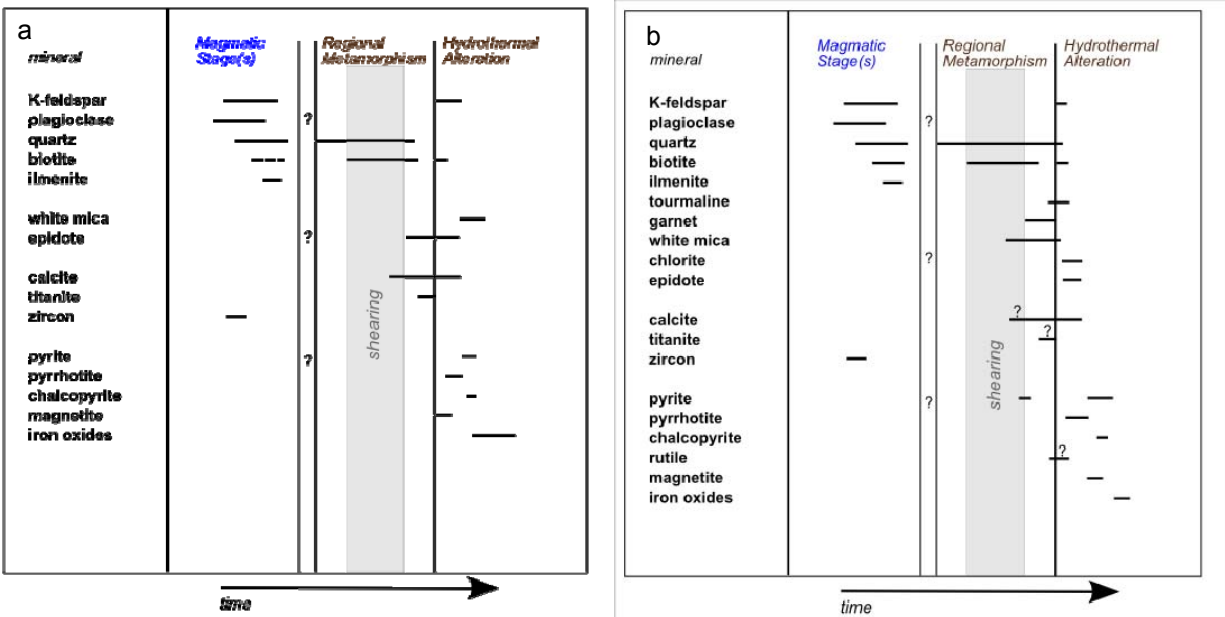 a
mineral
Magmatic
Stage(s)
Regional
Metamorphism
Hydrothermal
Alteration
K-feldspar
plagioclase
?
quartz
biotite
ilmenite
white mica
epidote
?
calcite
titanite
zircon
shearing
pyrite
?
pyrrhotite
chalcopyrite
magnetite
iron oxides
time
b
mineral
Magmatic
Stage(s)
Regional
Metamorphism
Hydrothermal
Alteration
K-feldspar
plagioclase
?
quartz
biotite
ilmenite
tourmaline
garnet
white mica
chlorite
?
epidote
calcite
?
titanite
?
zircon
shearing
pyrite
?
pyrrhotite
chalcopyrite
rutile
?
magnetite
iron oxides
time